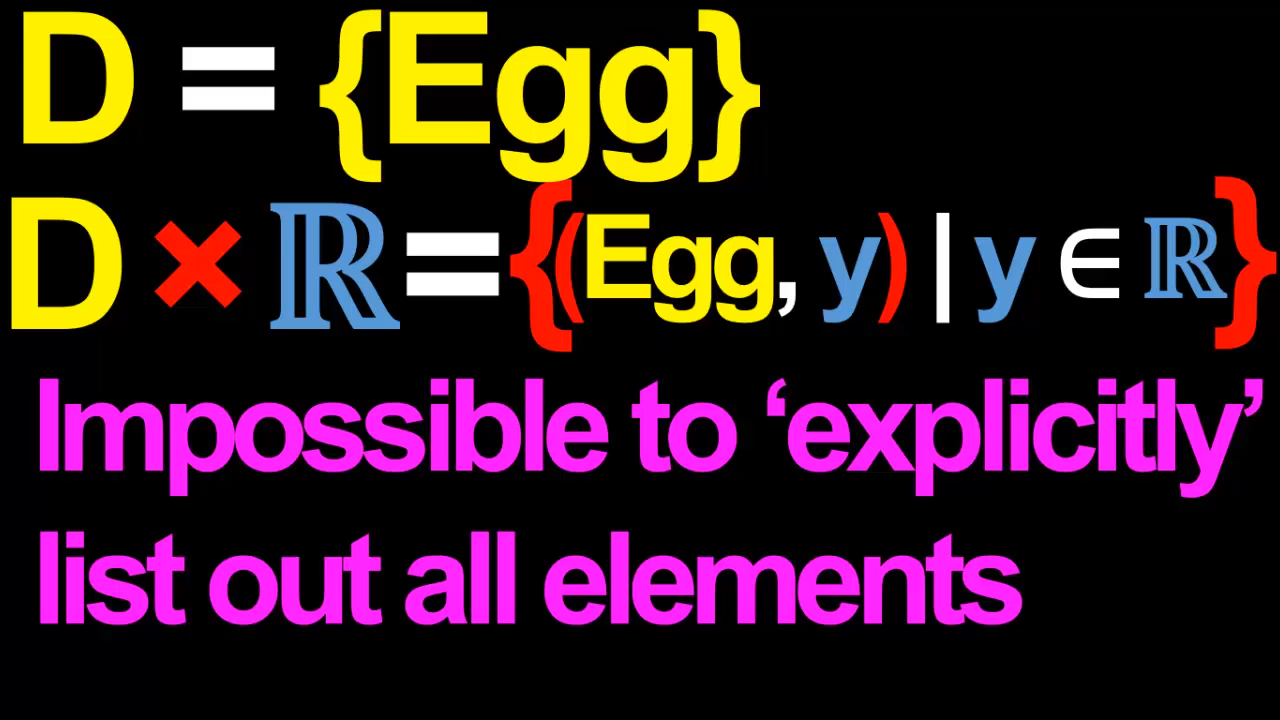 D = {Egg}
D × ℝ = {(Egg, y) | y ∈ ℝ}
Impossible to ‘explicitly’
list out all elements